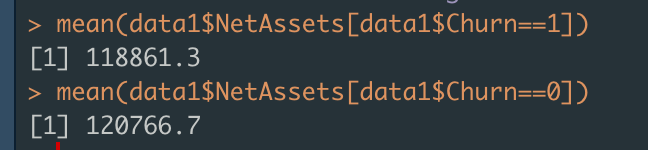 > mean(data1$NetAssets[data1$Churn==1])
[1] 118861.3
> mean(data1$NetAssets[data1$Churn==0])
[1] 120766.7